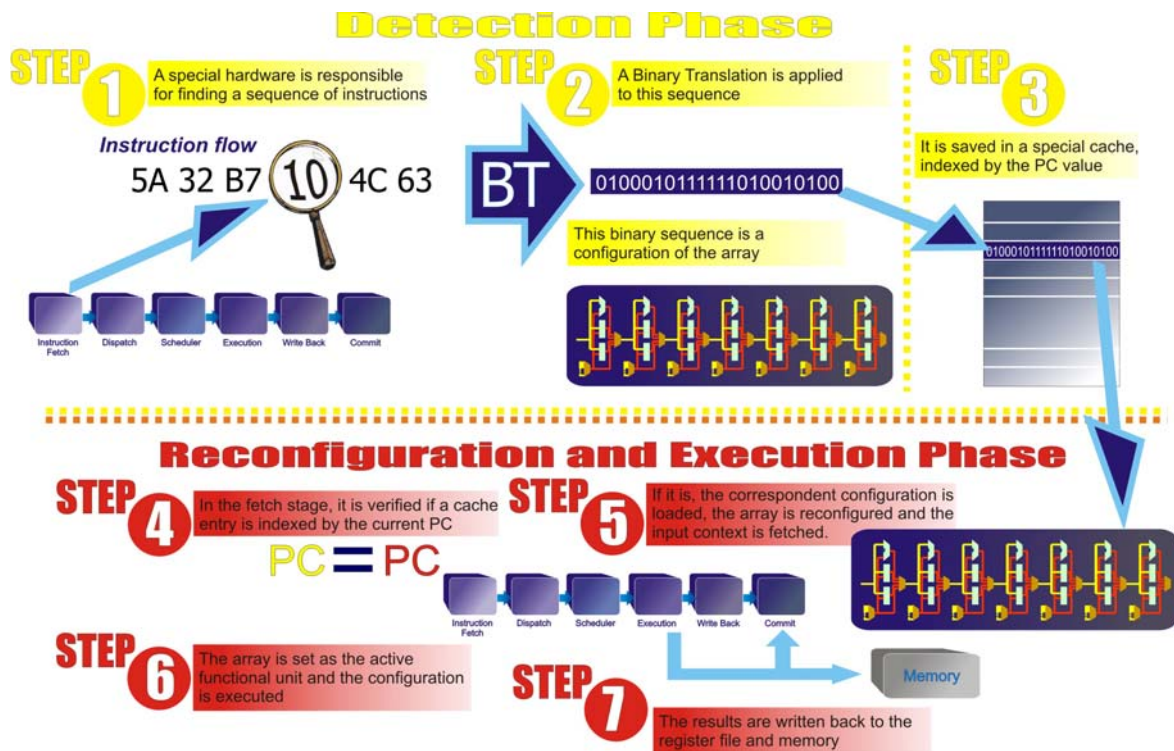 Detection Phase
STEP 1
A special hardware is responsible
for finding a sequence of instructions
Instruction flow
5A 32 B7 10 4C 63
Instruction
Fetch
Dispatch
Scheduler
Execution
Write Back
Commit
STEP 2
A Binary Translation is applied
to this sequence
BT
010001011111101001010​0
This binary sequence is a
configuration of the array
STEP 3
It is saved in a special cache,
indexed by the PC value
0100010111111010010100
Reconfiguration and Execution Phase
STEP 4
In the fetch stage, it is verified if a cache
entry is indexed by the current PC
PC = PC
STEP 5
If it is, the correspondent configuration is
loaded, the array is reconfigured and the
input context is fetched.
Instruction
Fetch
Dispatch
Scheduler
Execution
Write Back
Commit
STEP 6
The array is set as the active
functional unit and the configuration
is executed
STEP 7
The results are written back to the
register file and memory
Memory